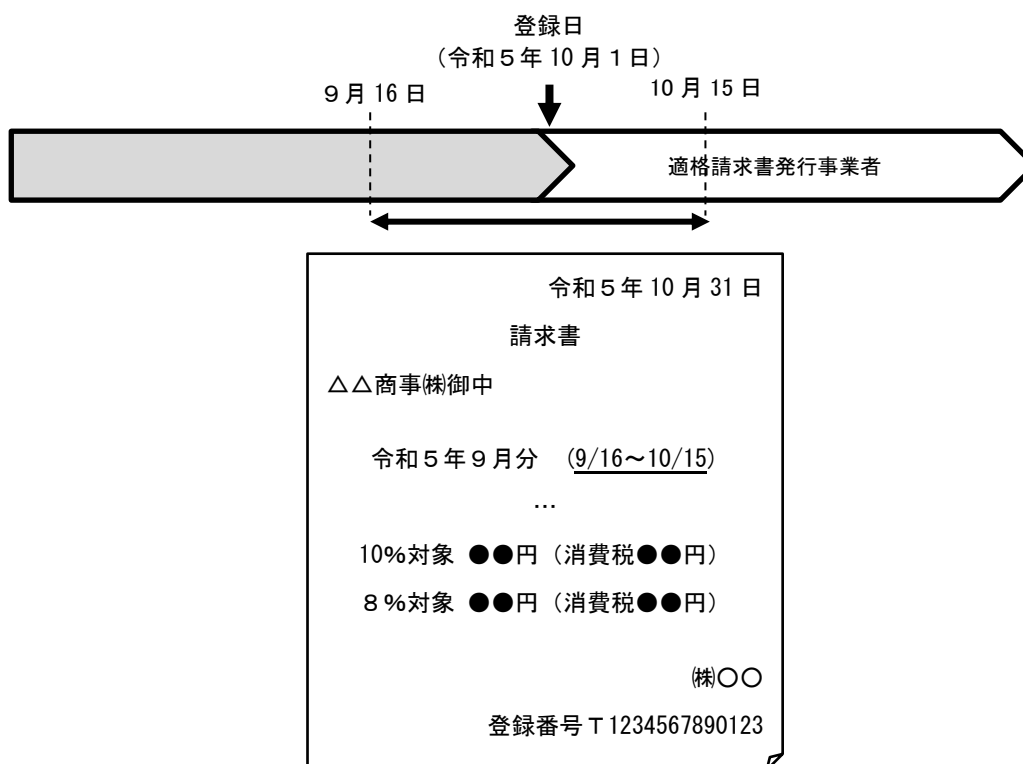 登録日
（令和５年 10 月１日）
９月 16 日
10 月 15 日
適格請求書発行事業者
令和５年 10 月 31 日
請求書
△△商事㈱御中
令和５年９月分　（9/16～10/15）
…
10%対象 ●●円（消費税●●円）
８%対象 ●●円（消費税●●円）
㈱〇〇
登録番号Ｔ1234567890123